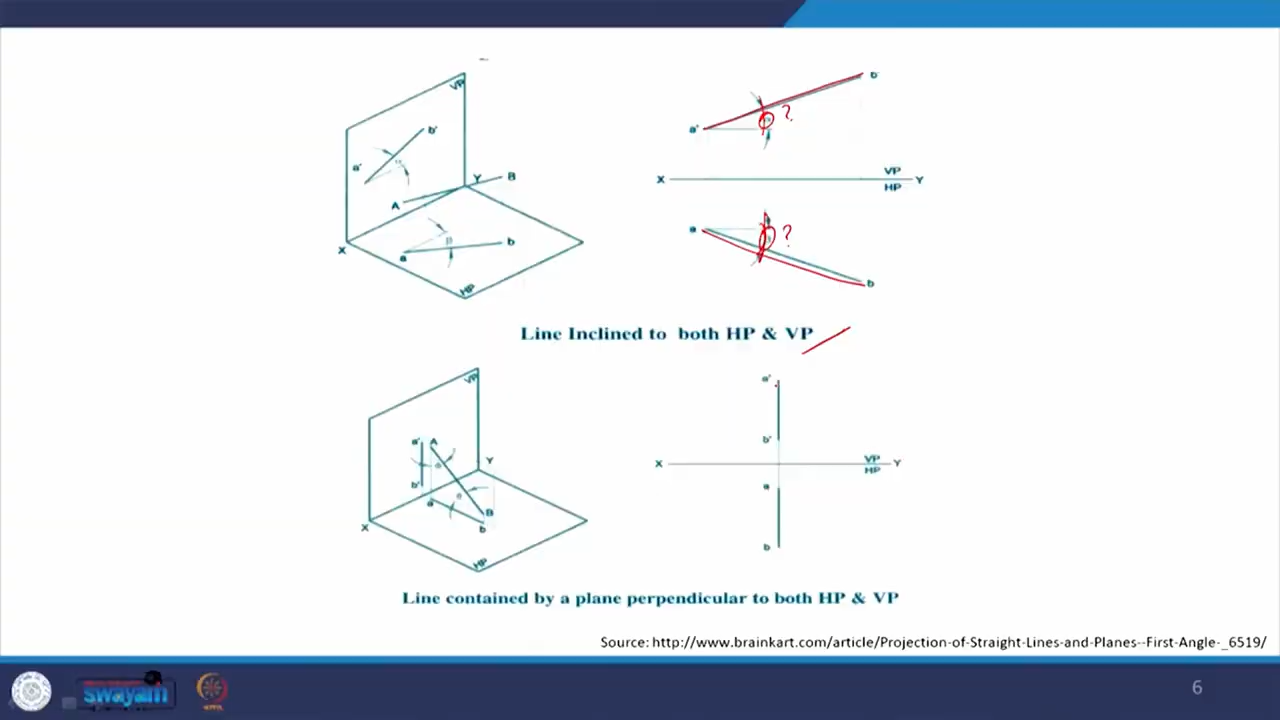 VP
b'
a'
Y
B
A
β
b
a
X
HP
b'
a'
Φ ?
X
VP
HP
Y
a
Φ ?
b
Line Inclined to both HP & VP
VP
a'
A
Y
b'
a
B
b
X
HP
a'
b'
X
VP
HP
Y
a
b
Line contained by a plane perpendicular to both HP & VP
Source: http://www.brainkart.com/article/Projection-of-Straight-Lines-and-Planes--First-Angle-_6519/
swayam
6